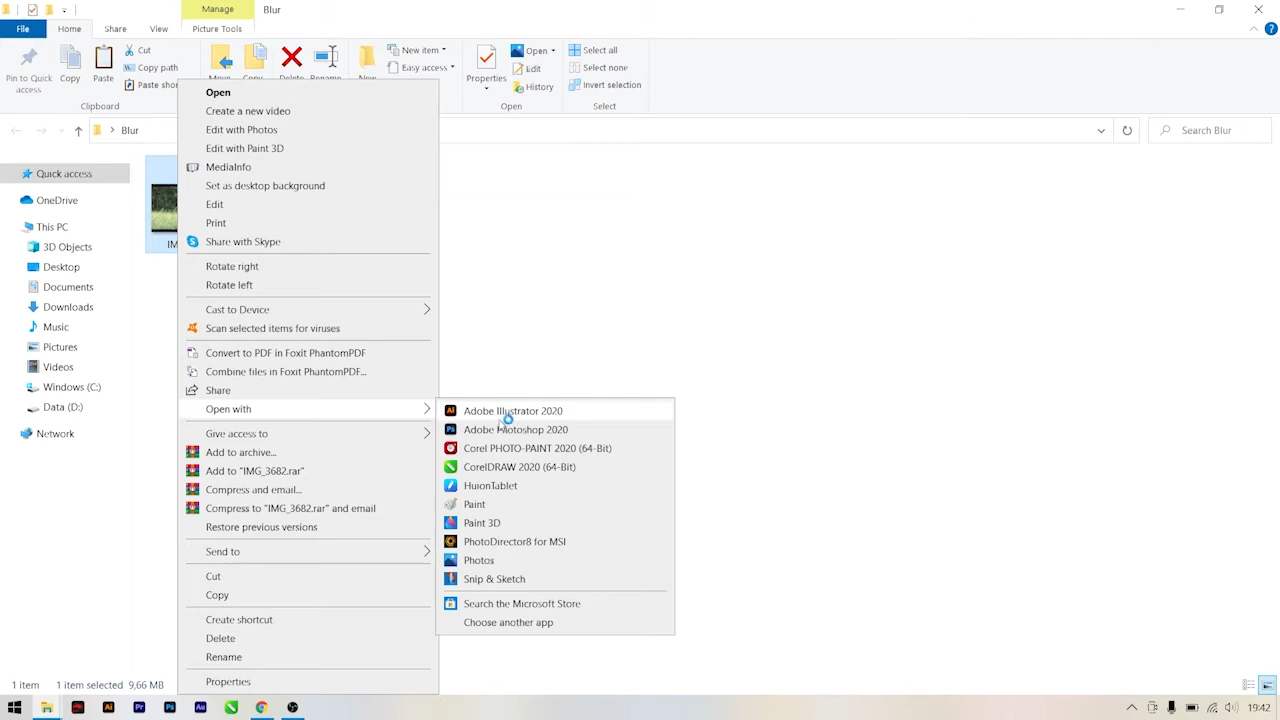 Manage
Blur
File
Home
Share
View
Picture Tools
Pin to Quick
access
Copy
Paste
Cut
Copy path
Paste
Clipboard
New item
Easy access
Properties
Open
Edit
History
Open
Select all
Select none
Invert selection
Select
Blur
Search Blur
Quick access
OneDrive
This PC
3D Objects
Desktop
Documents
Downloads
Music
Pictures
Videos
Windows (C:)
Data (D:)
Network
IM
Open
Create a new video
Edit with Photos
Edit with Paint 3D
MediaInfo
Set as desktop background
Edit
Print
Share with Skype
Rotate right
Rotate left
Cast to Device
Scan selected items for viruses
Convert to PDF in Foxit PhantomPDF
Combine files in Foxit PhantomPDF...
Share
Open with
Give access to
Add to archive...
Add to "IMG_3682.rar"
Compress and email...
Compress to "IMG_3682.rar" and email
Restore previous versions
Send to
Cut
Copy
Create shortcut
Delete
Rename
Properties
Adobe Illustrator 2020
Adobe Photoshop 2020
Corel PHOTO-PAINT 2020 (64-Bit)
CorelDRAW 2020 (64-Bit)
HuionTablet
Paint
Paint 3D
PhotoDirector8 for MSI
Photos
Snip & Sketch
Search the Microsoft Store
Choose another app
1 item
1 item selected 9,66 MB
Ai
Pr
Ps
Au
19:42